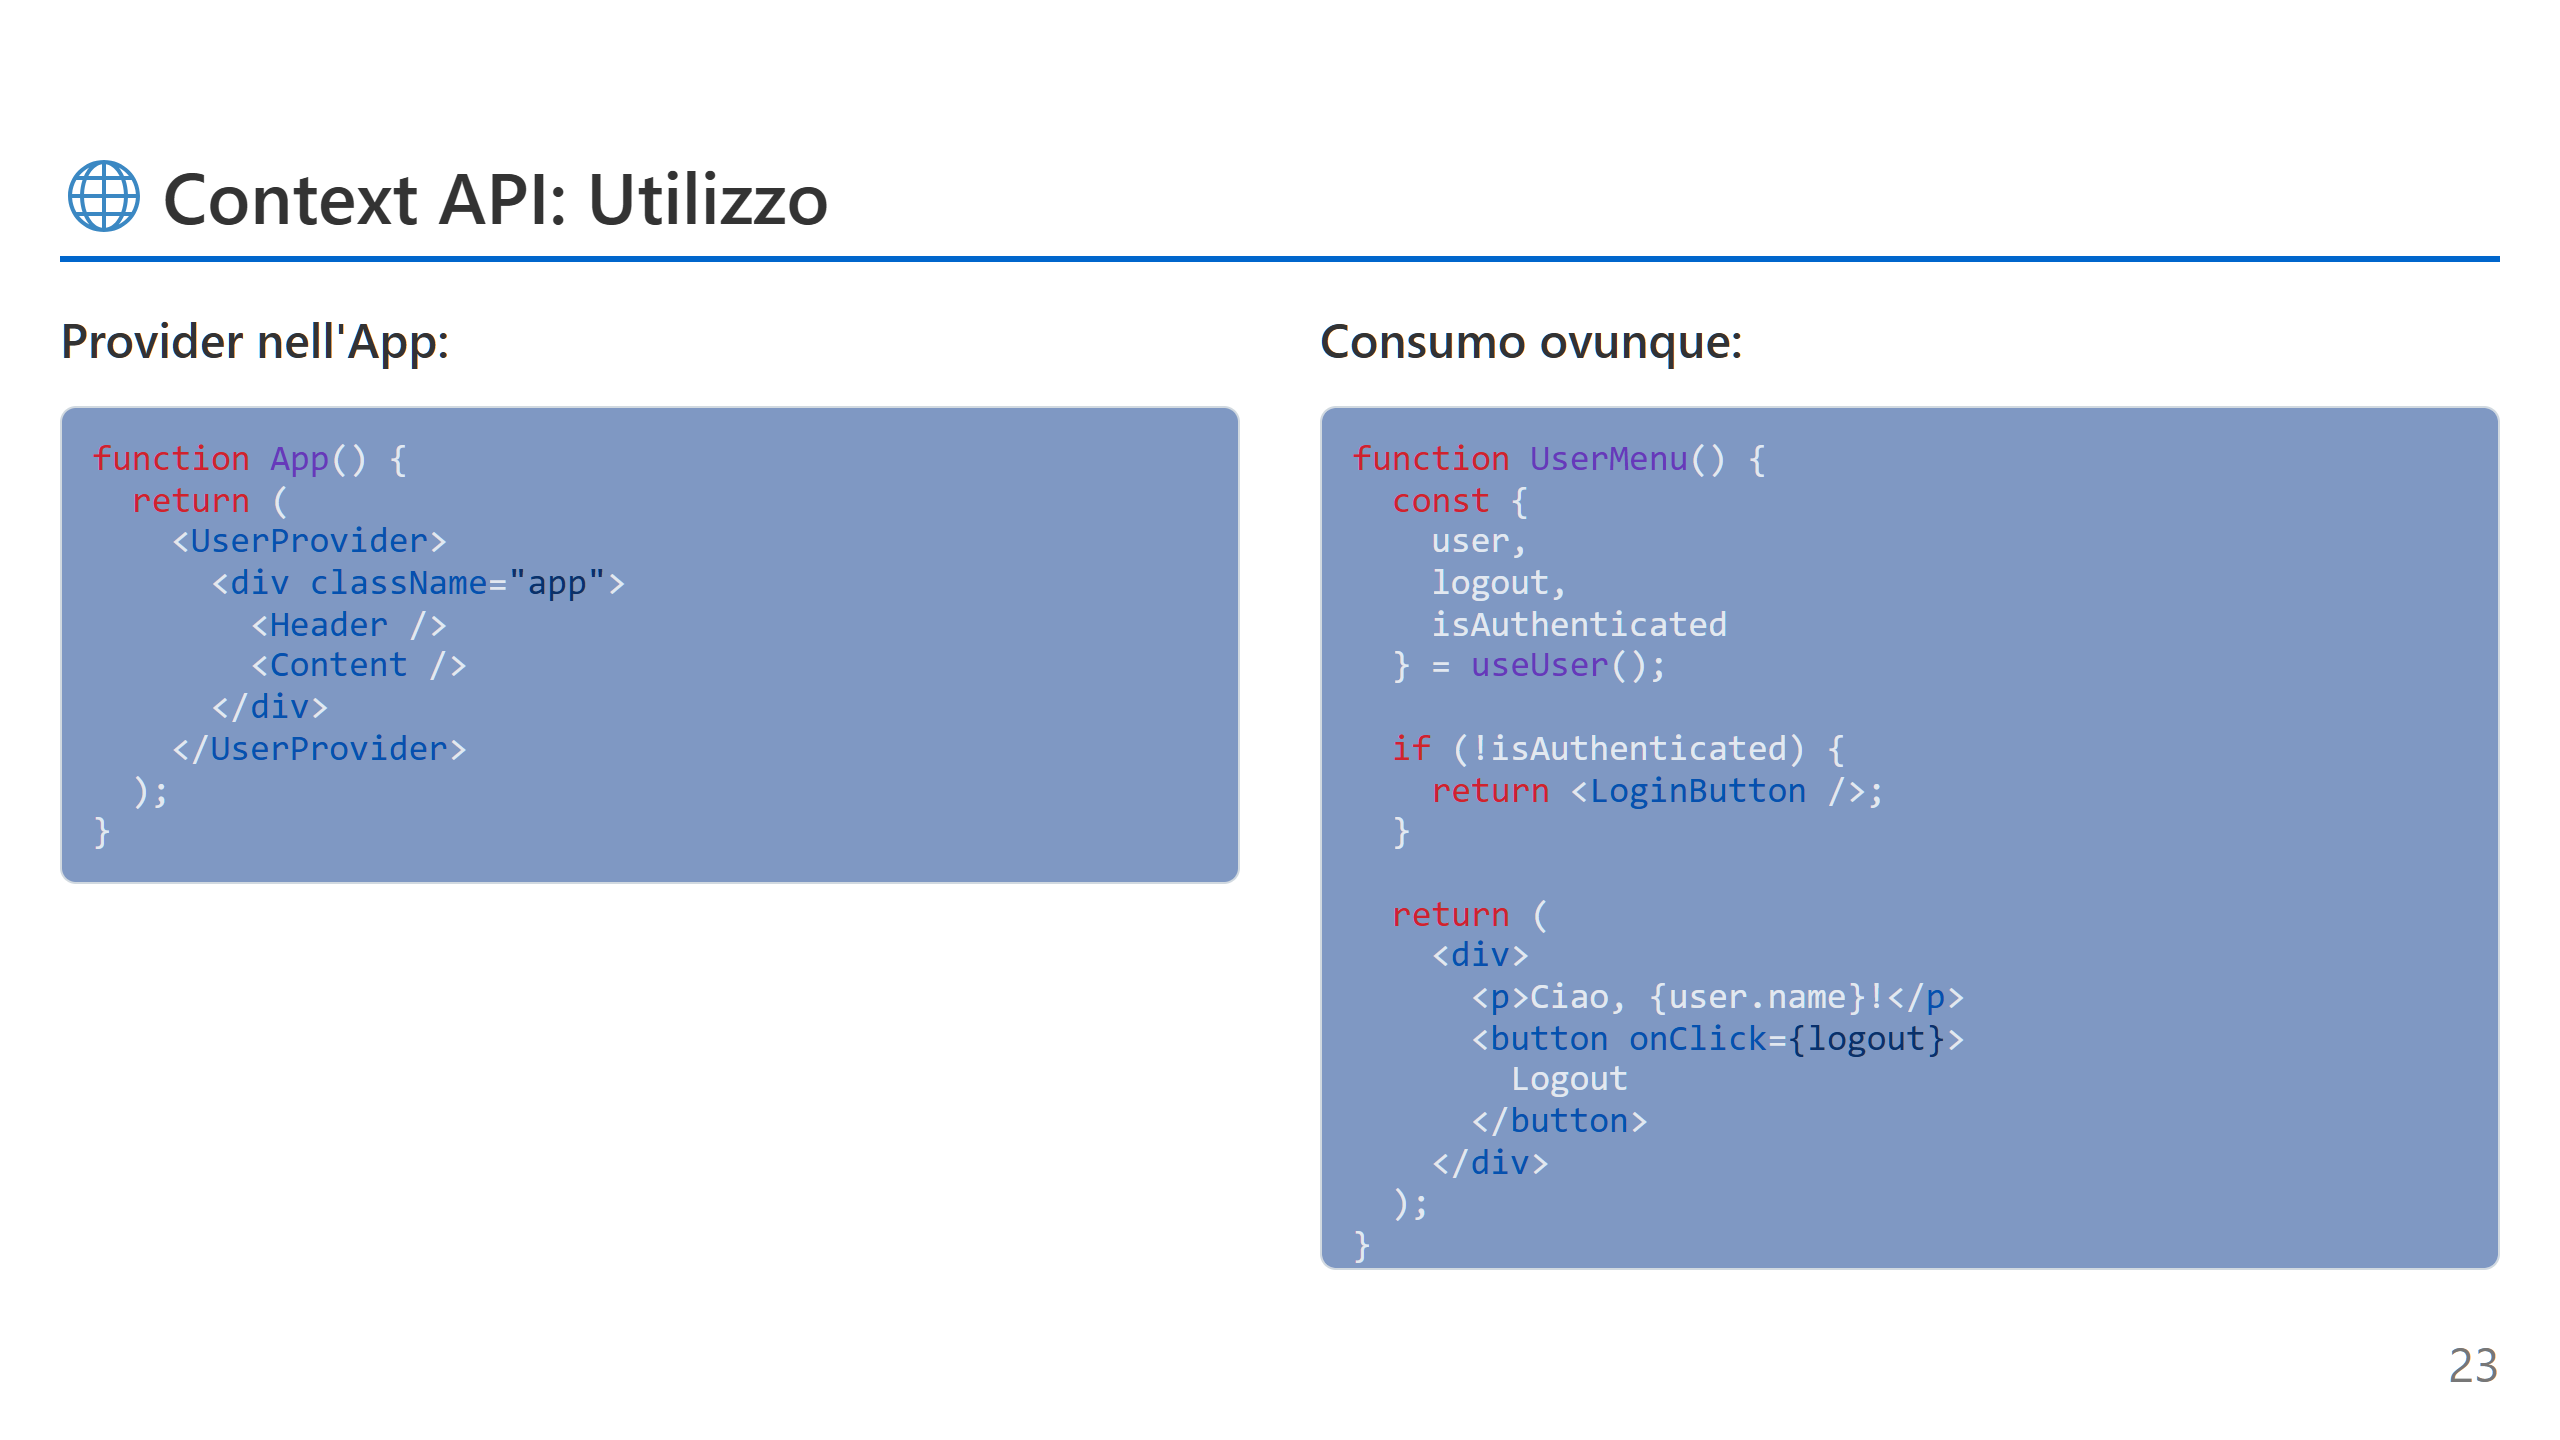 Context API: Utilizzo
Provider nell'App:
function App() {
  return (
    <UserProvider>
      <div className="app">
        <Header />
        <Content />
      </div>
    </UserProvider>
  );
}
Consumo ovunque:
function UserMenu() {
  const {
    user,
    logout,
    isAuthenticated
  } = useUser();

  if (!isAuthenticated) {
    return <LoginButton />;
  }

  return (
    <div>
      <p>Ciao, {user.name}!</p>
      <button onClick={logout}>
        Logout
      </button>
    </div>
  );
}
23